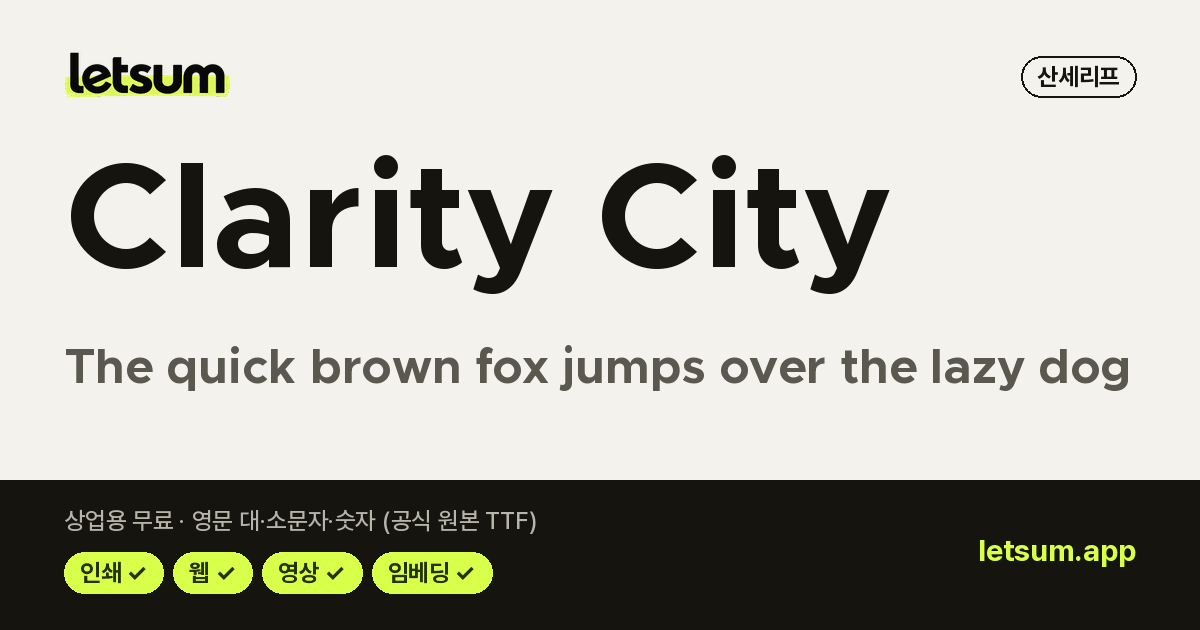 letsum
산세리프
Clarity City
The quick brown fox jumps over the lazy dog
상업용 무료 · 영문 대·소문자·숫자 (공식 원본 TTF)
인쇄 ✓ 웹 ✓ 영상 ✓ 임베딩 ✓
letsum.app